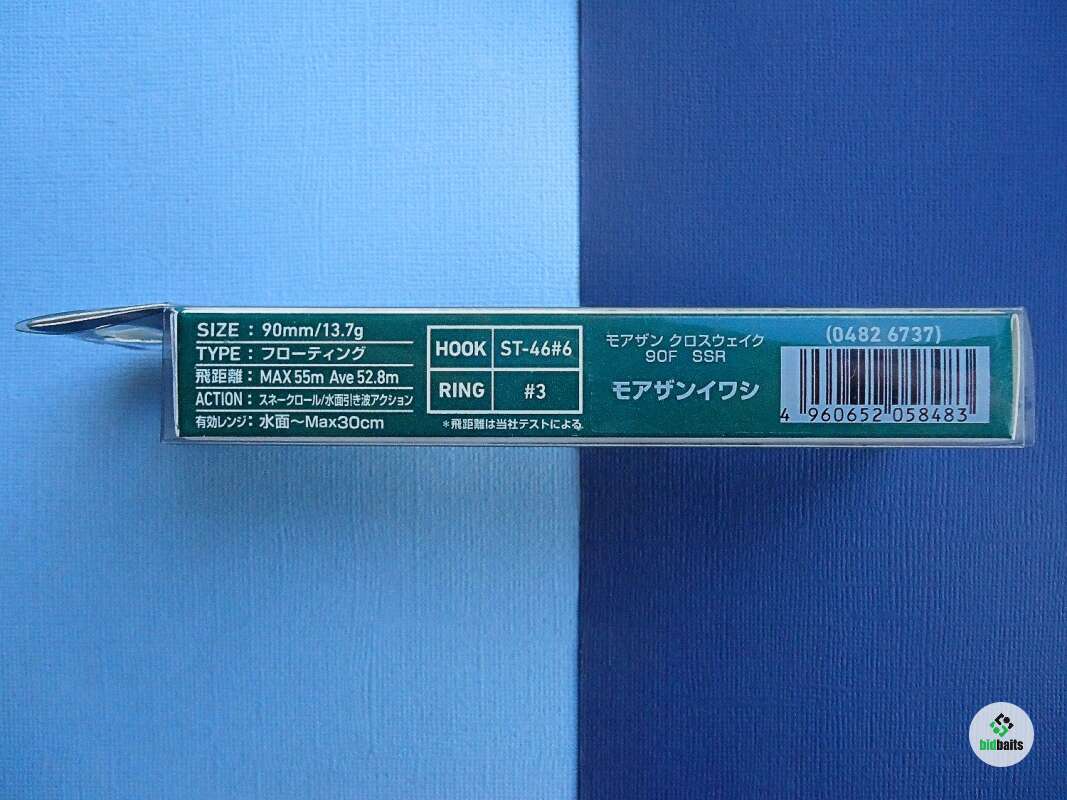 SIZE : 90mm/13.7g
TYPE : フローティング
飛距離 : MAX 55m Ave 52.8m
ACTION : スネークロール/水面引き波アクション
有効レンジ : 水面～Max30cm
HOOK ST-46#6
RING #3
*飛距離は当社テストによる
モアザン クロスウェイク
90F SSR
モアザンイワシ
(0482 6737)
4 960652 058483
bidbaits